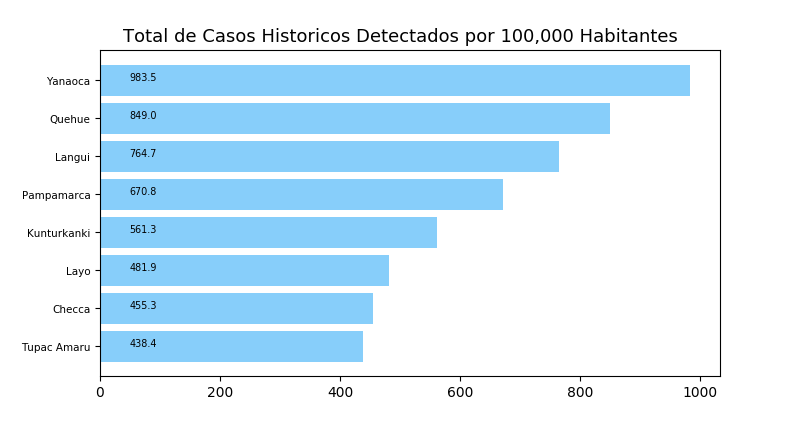 Total de Casos Historicos Detectados por 100,000 Habitantes
Yanaoca 983.5
Quehue 849.0
Langui 764.7
Pampamarca 670.8
Kunturkanki 561.3
Layo 481.9
Checca 455.3
Tupac Amaru 438.4
0 200 400 600 800 1000